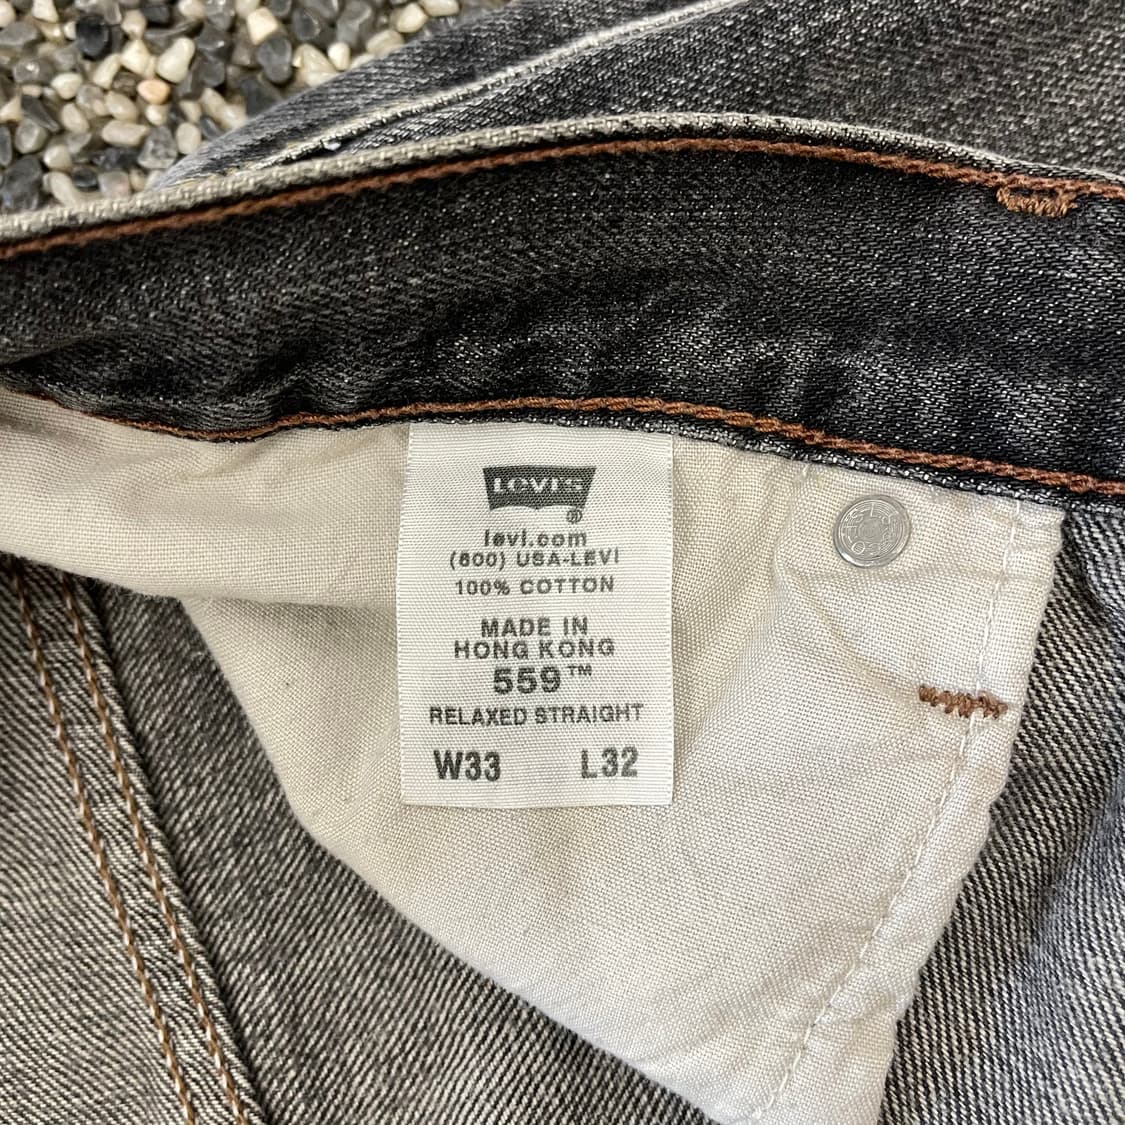 LEVI'S
®
levi.com
(800) USA-LEVI
100% COTTON
MADE IN
HONG KONG
559™
RELAXED STRAIGHT
W33 L32